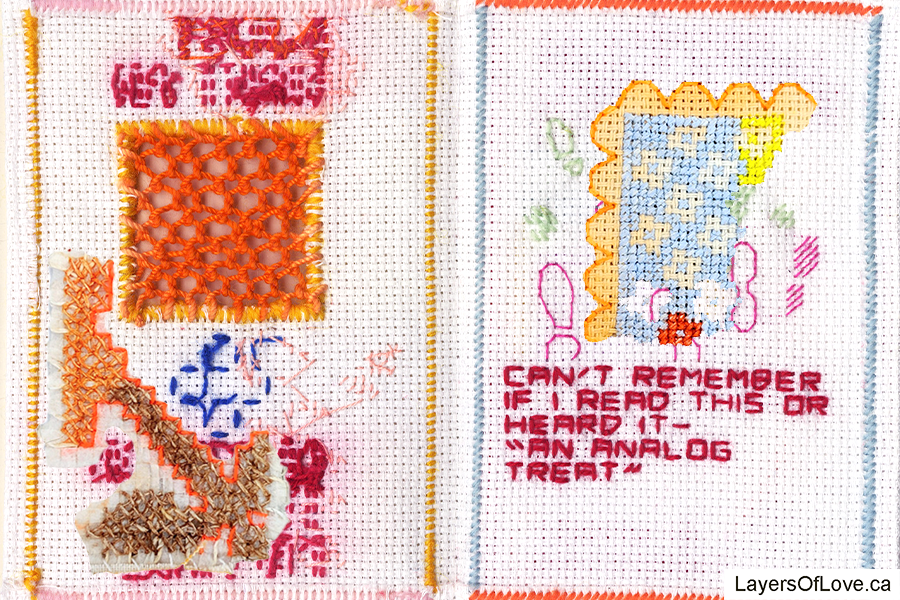 CAN'T REMEMBER
IF I READ THIS OR
HEARD IT-
"AN ANALOG
TREAT"
LayersOfLove.ca